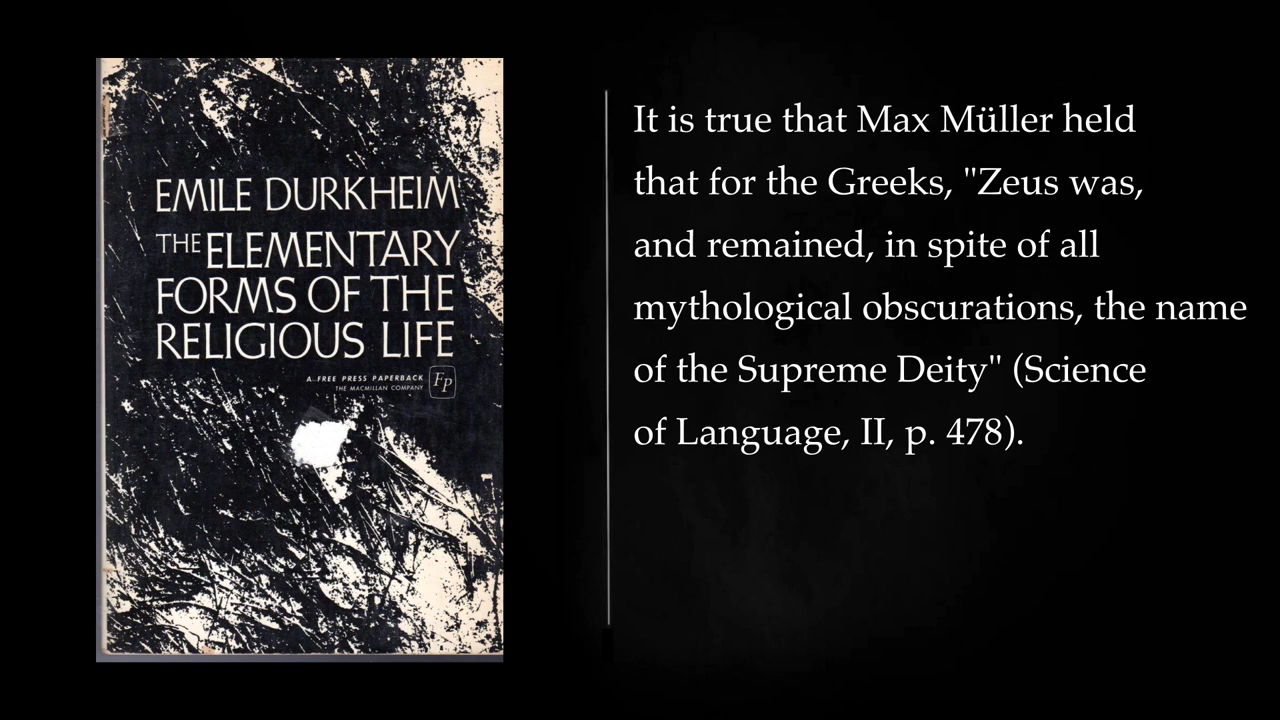 EMILE DURKHEIM
THE ELEMENTARY
FORMS OF THE
RELIGIOUS LIFE
A FREE PRESS PAPERBACK
THE MACMILLAN COMPANY
Fp
It is true that Max Müller held
that for the Greeks, "Zeus was,
and remained, in spite of all
mythological obscurations, the name
of the Supreme Deity" (Science
of Language, II, p. 478).